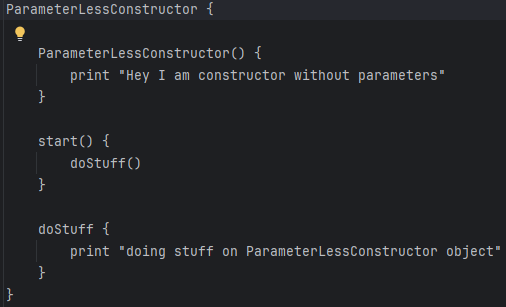 ParameterLessConstructor {
ParameterLessConstructor() {
print "Hey I am constructor without parameters"
}
start() {
doStuff()
}
doStuff {
print "doing stuff on ParameterLessConstructor object"
}
}